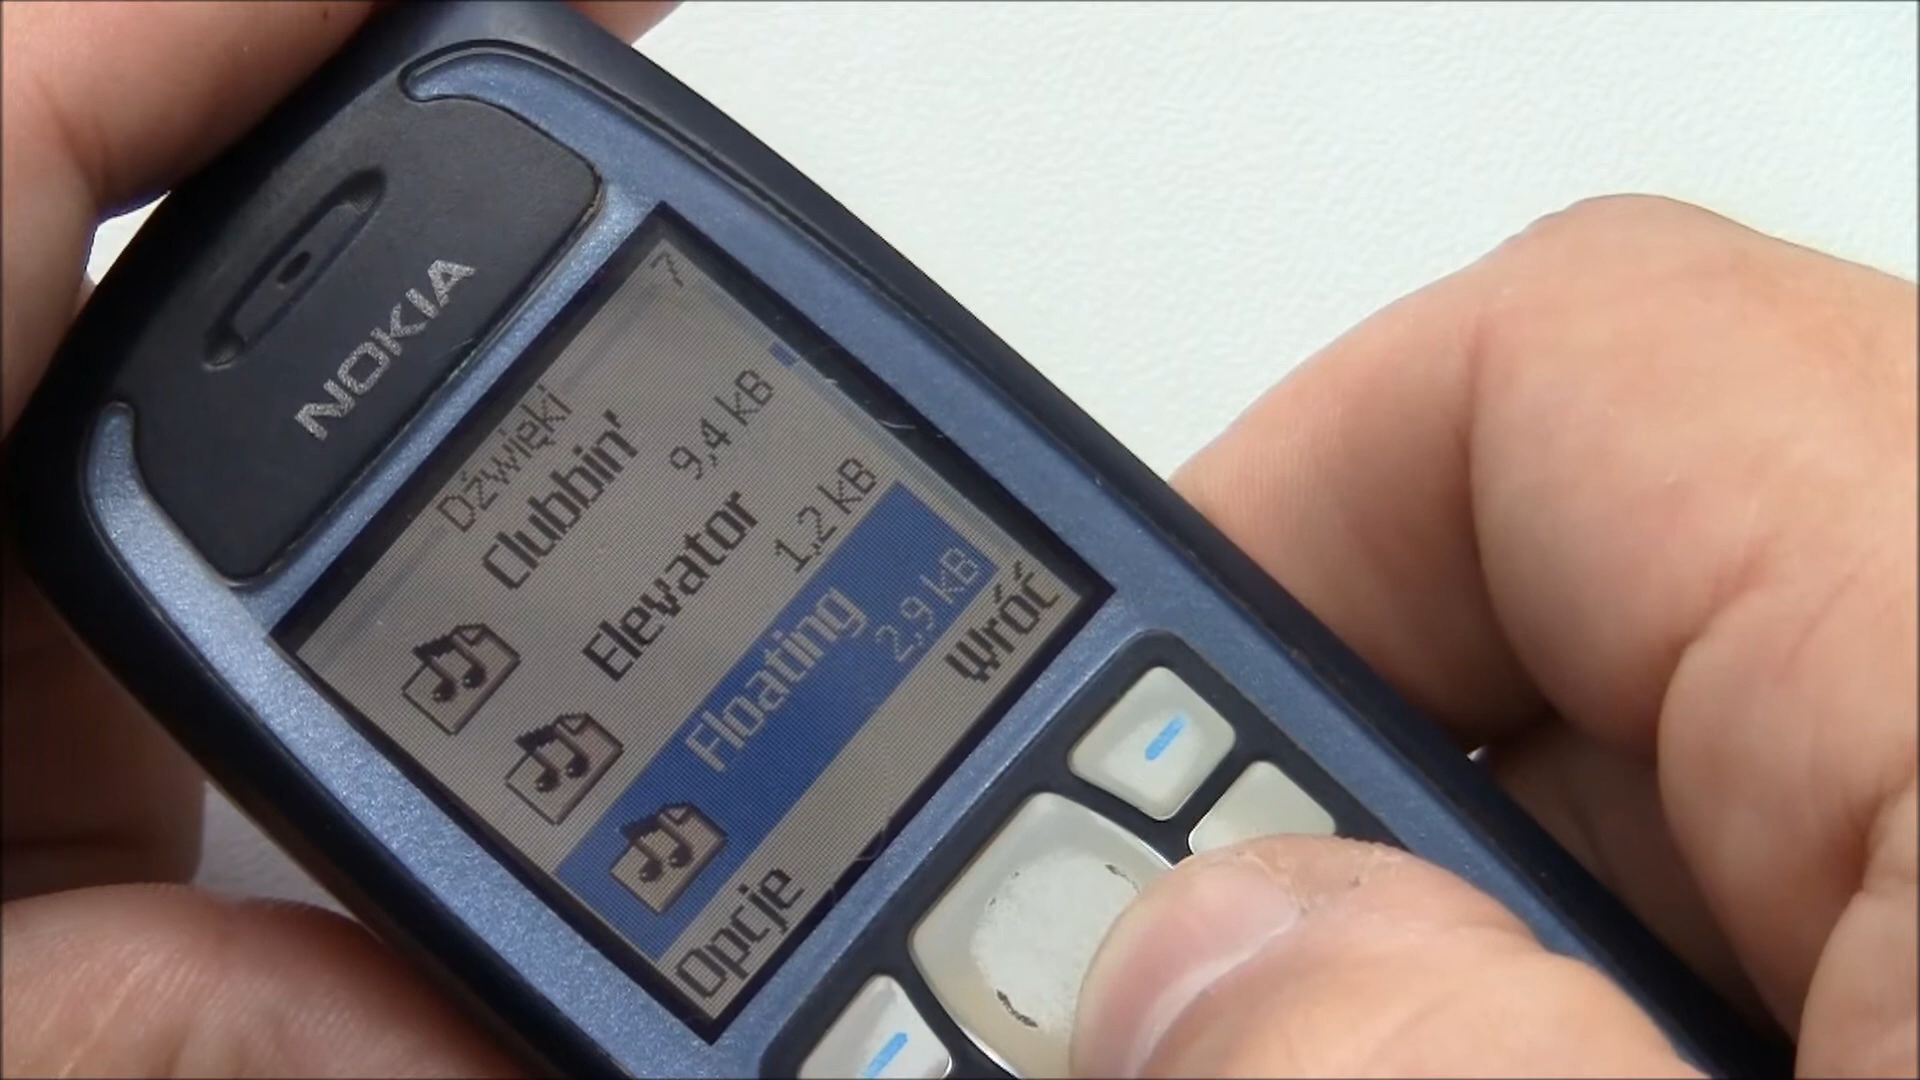 NOKIA
7
Dźwięki
Clubbin'
9,4 kB
Elevator
1,2 kB
Floating
2,9 kB
Opcje
Wróć